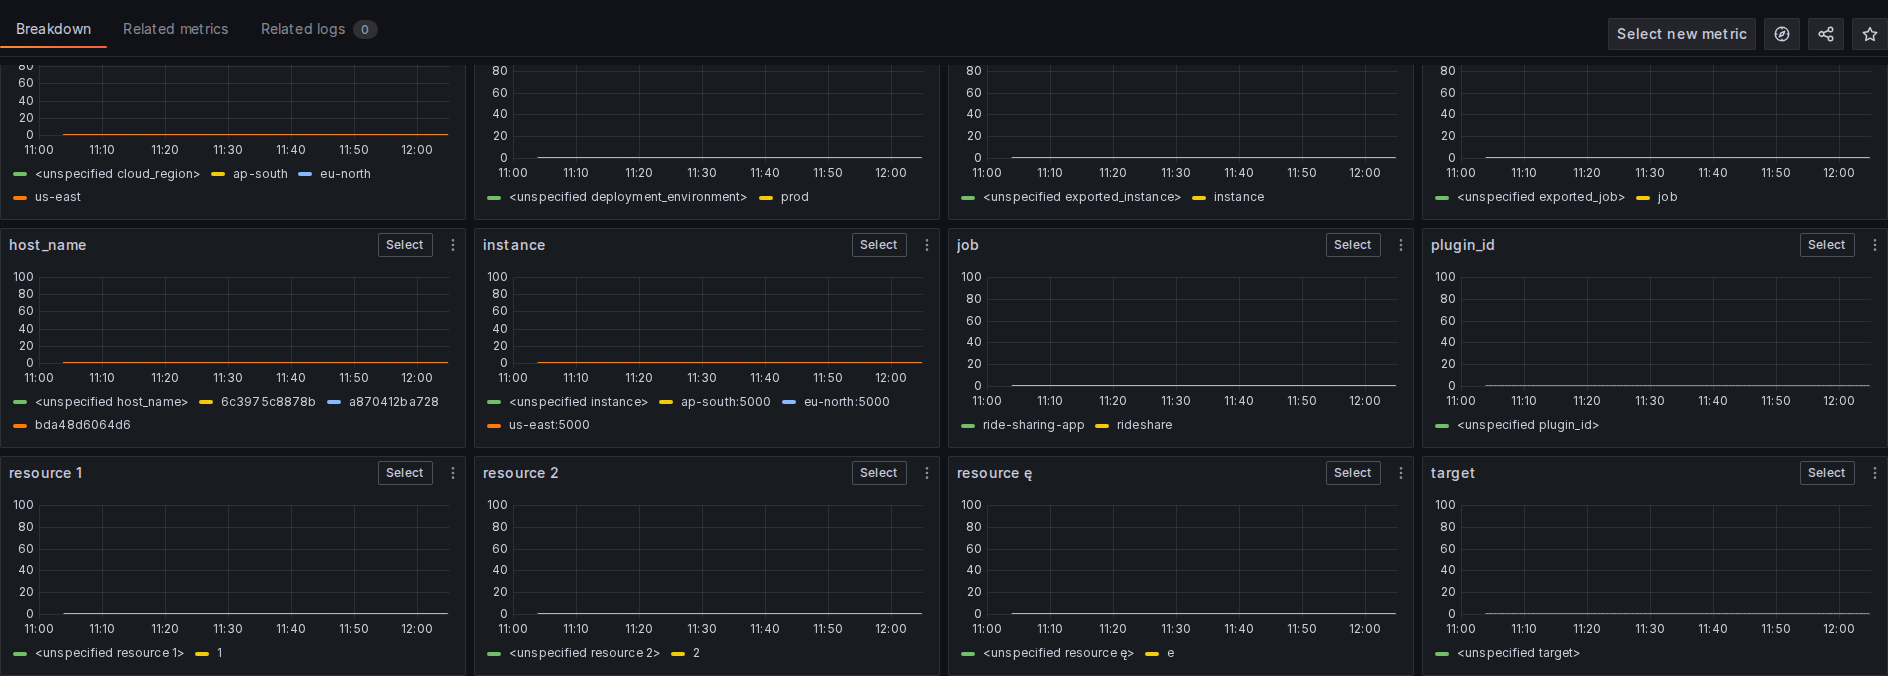 Breakdown Related metrics Related logs 0 Select new metric
80 60 40 20 0
11:00 11:10 11:20 11:30 11:40 11:50 12:00
<unspecified cloud_region> ap-south eu-north
us-east
80 60 40 20 0
11:00 11:10 11:20 11:30 11:40 11:50 12:00
<unspecified deployment_environment> prod
80 60 40 20 0
11:00 11:10 11:20 11:30 11:40 11:50 12:00
<unspecified exported_instance> instance
80 60 40 20 0
11:00 11:10 11:20 11:30 11:40 11:50 12:00
<unspecified exported_job> job
host_name Select
100 80 60 40 20 0
11:00 11:10 11:20 11:30 11:40 11:50 12:00
<unspecified host_name> 6c3975c8878b a870412ba728
bda48d6064d6
instance Select
100 80 60 40 20 0
11:00 11:10 11:20 11:30 11:40 11:50 12:00
<unspecified instance> ap-south:5000 eu-north:5000
us-east:5000
job Select
100 80 60 40 20 0
11:00 11:10 11:20 11:30 11:40 11:50 12:00
ride-sharing-app rideshare
plugin_id Select
100 80 60 40 20 0
11:00 11:10 11:20 11:30 11:40 11:50 12:00
<unspecified plugin_id>
resource 1 Select
100 80 60 40 20 0
11:00 11:10 11:20 11:30 11:40 11:50 12:00
<unspecified resource 1> 1
resource 2 Select
100 80 60 40 20 0
11:00 11:10 11:20 11:30 11:40 11:50 12:00
<unspecified resource 2> 2
resource ę Select
100 80 60 40 20 0
11:00 11:10 11:20 11:30 11:40 11:50 12:00
<unspecified resource ę> e
target Select
100 80 60 40 20 0
11:00 11:10 11:20 11:30 11:40 11:50 12:00
<unspecified target>